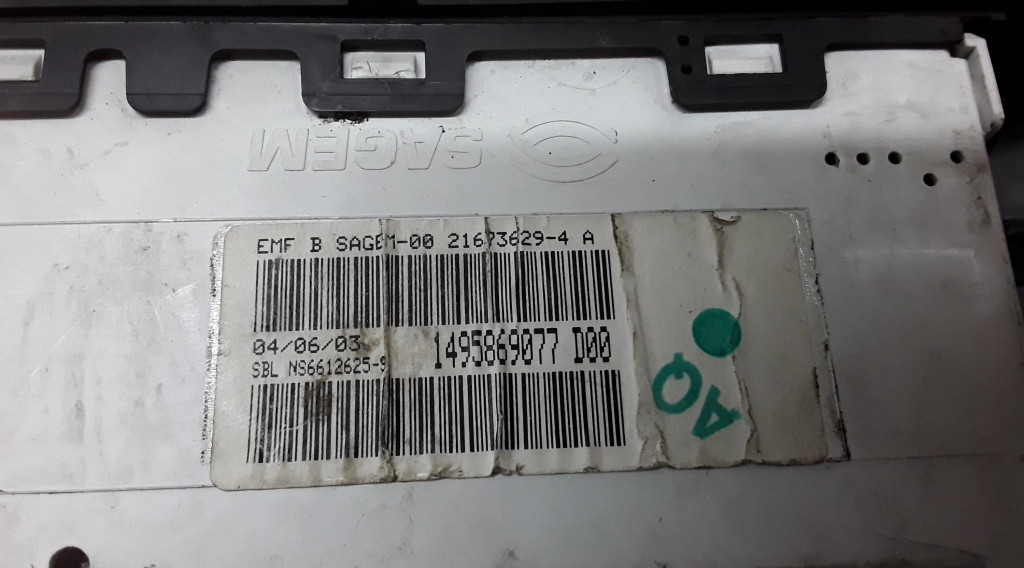 SAGEM
EMF B SAGEM-00 21673629-4 A
04/06/03
1495869077 D00
SBL NS6612625-9
AQ